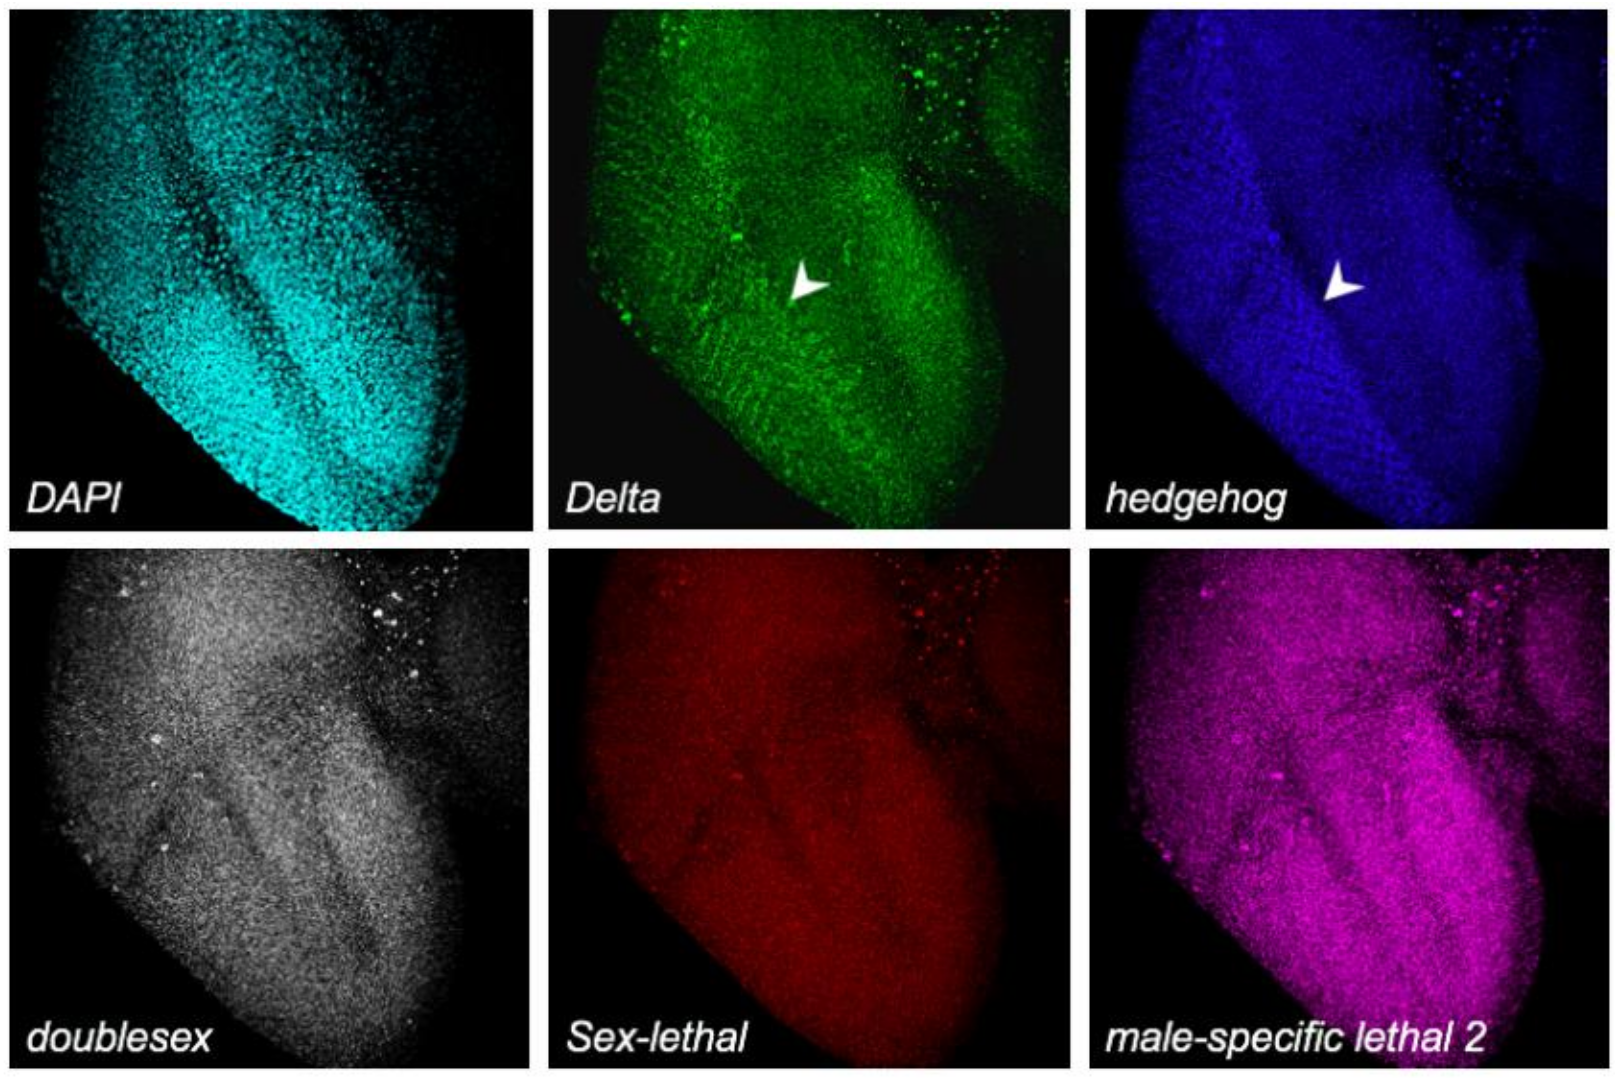 DAPI
Delta
hedgehog
doublesex
Sex-lethal
male-specific lethal 2